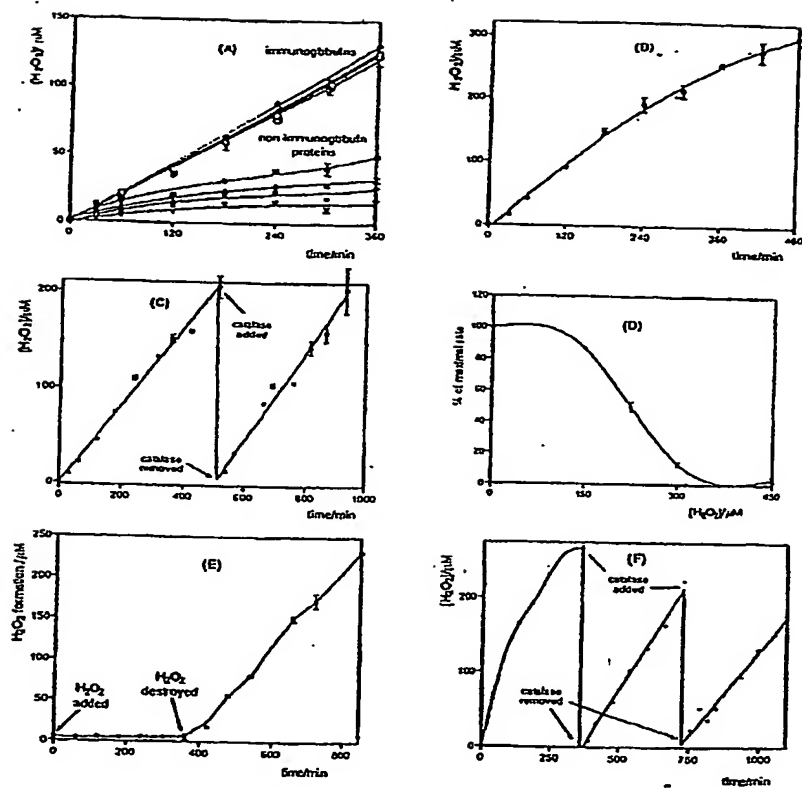 (A)
immunoglobulins
non-immunoglobulin
proteins
[H₂O₂]/μM
150
100
50
0
0
120
240
360
time/min
(B)
H₂O₂/μM
300
200
100
0
120
240
360
460
time/min
(C)
[H₂O₂]/μM
200
100
0
catalase
added
catalase
removed
0
200
400
600
800
1000
time/min
(D)
% of maximal rate
120
100
80
60
40
20
0
0
150
300
450
[H₂O₂]/μM
(E)
H₂O₂ formation/μM
250
200
150
100
50
0
H₂O₂
added
H₂O₂
destroyed
0
200
400
600
800
time/min
(F)
[H₂O₂]/μM
200
100
0
catalase
added
catalase
removed
0
250
500
750
1000
time/min